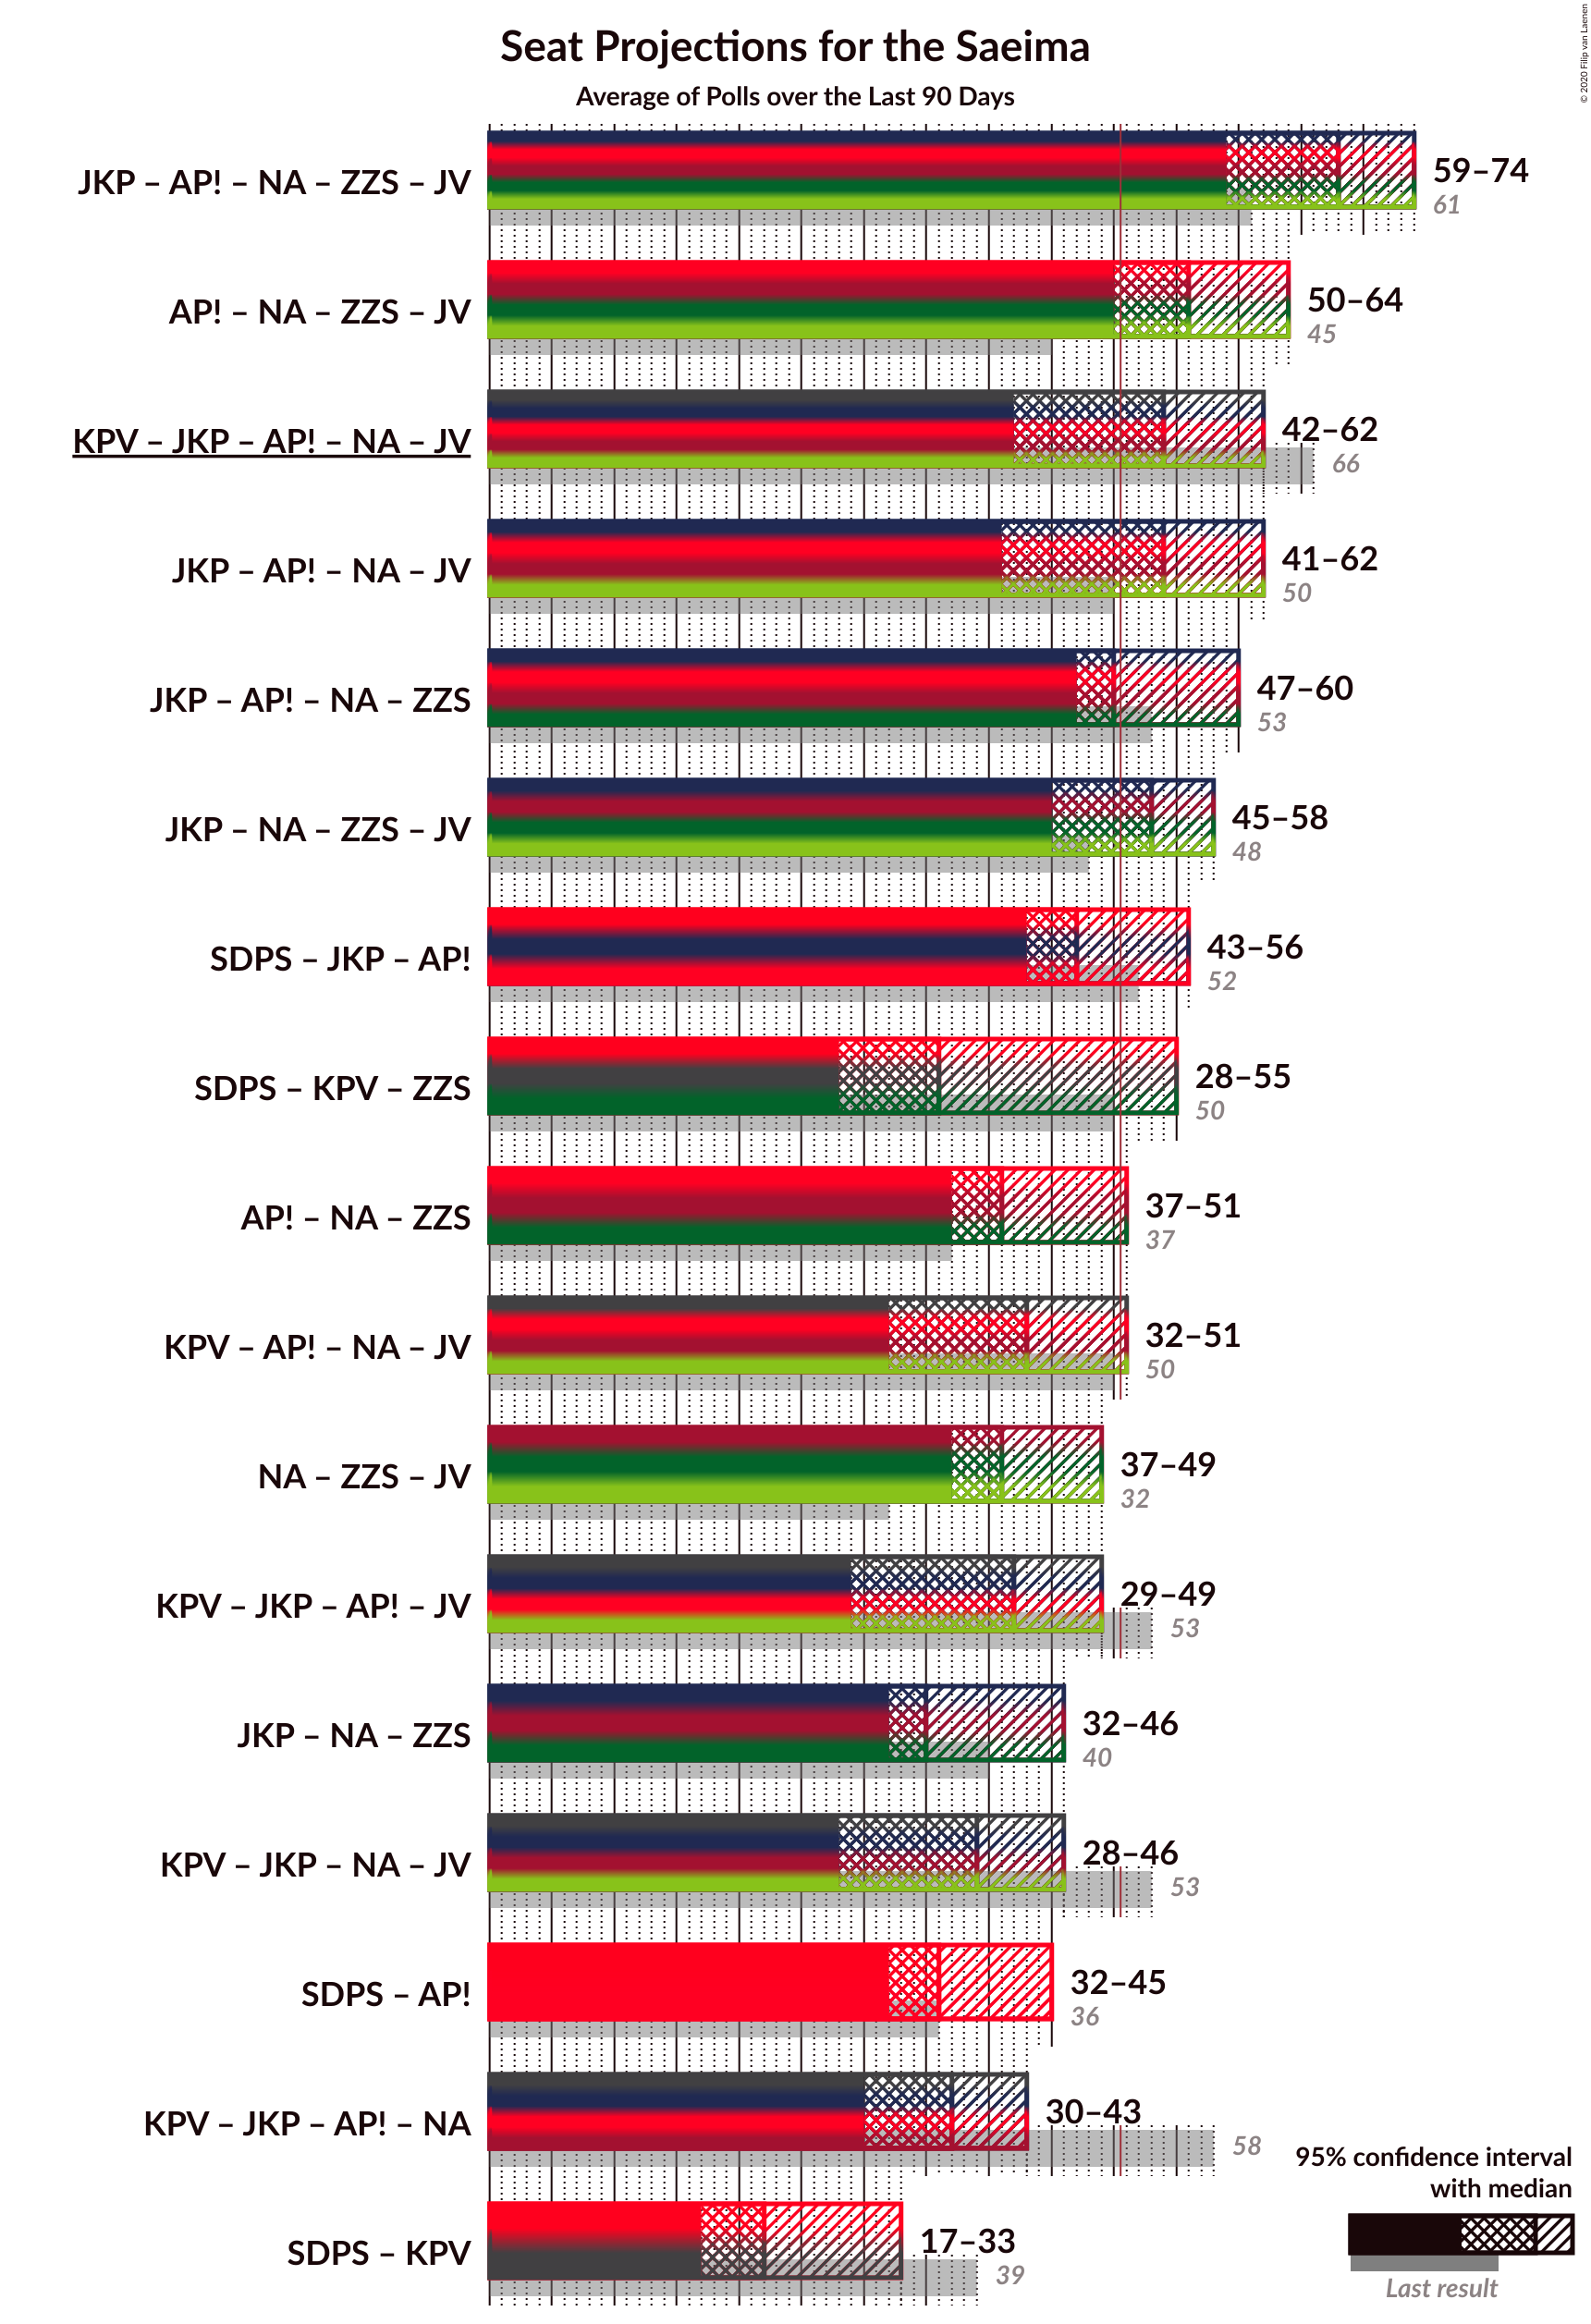 Seat Projections for the Saeima
Average of Polls over the Last 90 Days
© 2020 Filip van Laenen
JKP – AP! – NA – ZZS – JV
59–74
61
AP! – NA – ZZS – JV
50–64
45
KPV – JKP – AP! – NA – JV
42–62
66
JKP – AP! – NA – JV
41–62
50
JKP – AP! – NA – ZZS
47–60
53
JKP – NA – ZZS – JV
45–58
48
SDPS – JKP – AP!
43–56
52
SDPS – KPV – ZZS
28–55
50
AP! – NA – ZZS
37–51
37
KPV – AP! – NA – JV
32–51
50
NA – ZZS – JV
37–49
32
KPV – JKP – AP! – JV
29–49
53
JKP – NA – ZZS
32–46
40
KPV – JKP – NA – JV
28–46
53
SDPS – AP!
32–45
36
KPV – JKP – AP! – NA
30–43
58
SDPS – KPV
17–33
39
95% confidence interval
with median
Last result